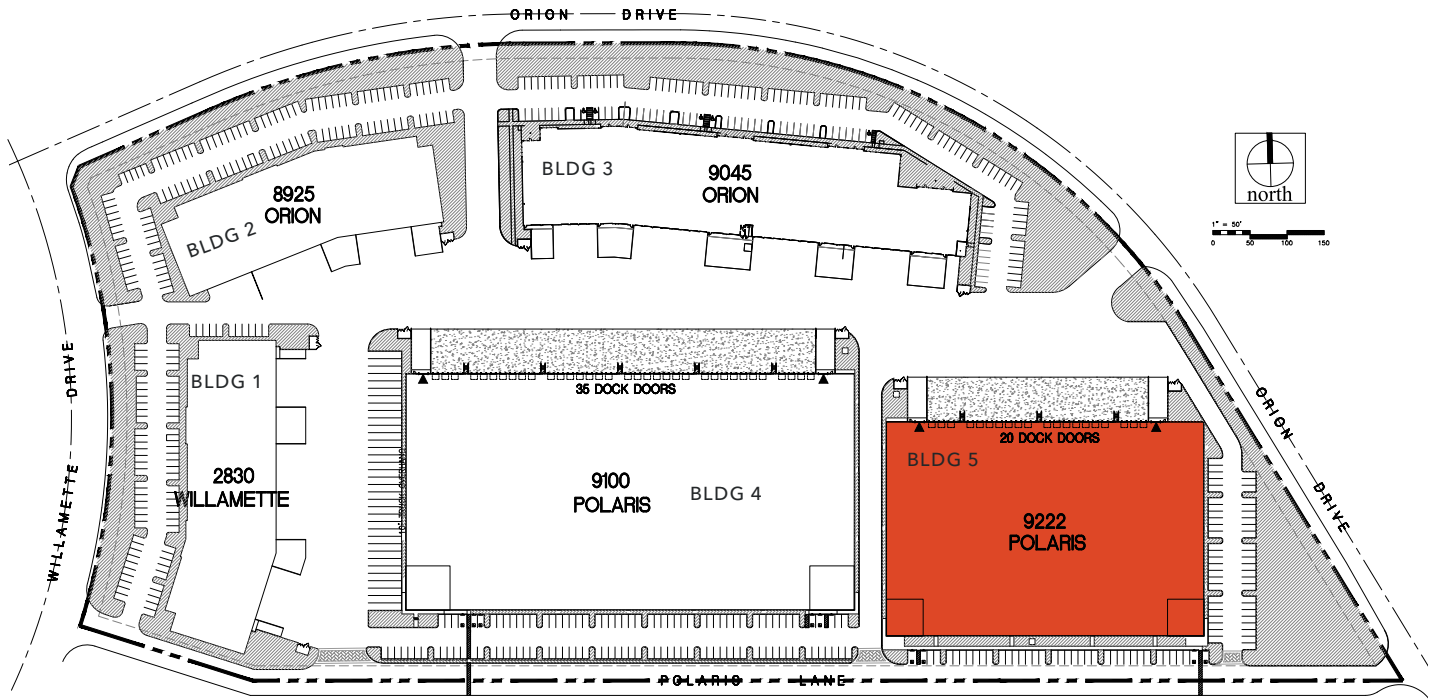 ORION DRIVE
BLDG 3
9045
ORION
8925
ORION
BLDG 2
north
1" = 50'
0 50 100 150
WILLAMETTE DRIVE
BLDG 1
35 DOCK DOORS
ORION DRIVE
20 DOCK DOORS
BLDG 5
2830
WILLAMETTE
9100
POLARIS
BLDG 4
9222
POLARIS
POLARIS LANE